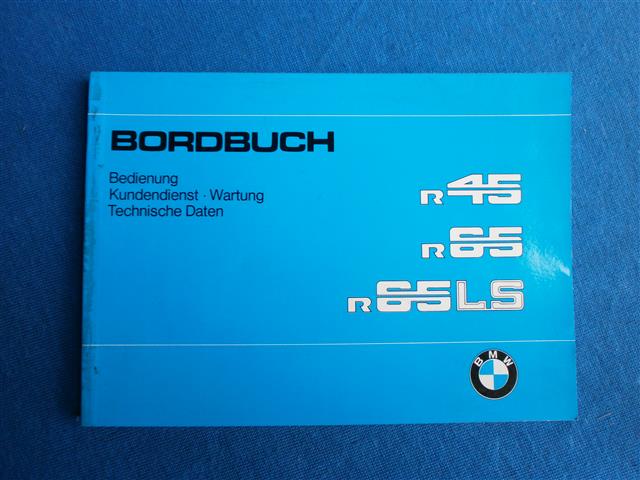 BORDBUCH
Bedienung
Kundendienst · Wartung
Technische Daten
R45
R65
R65LS
BMW